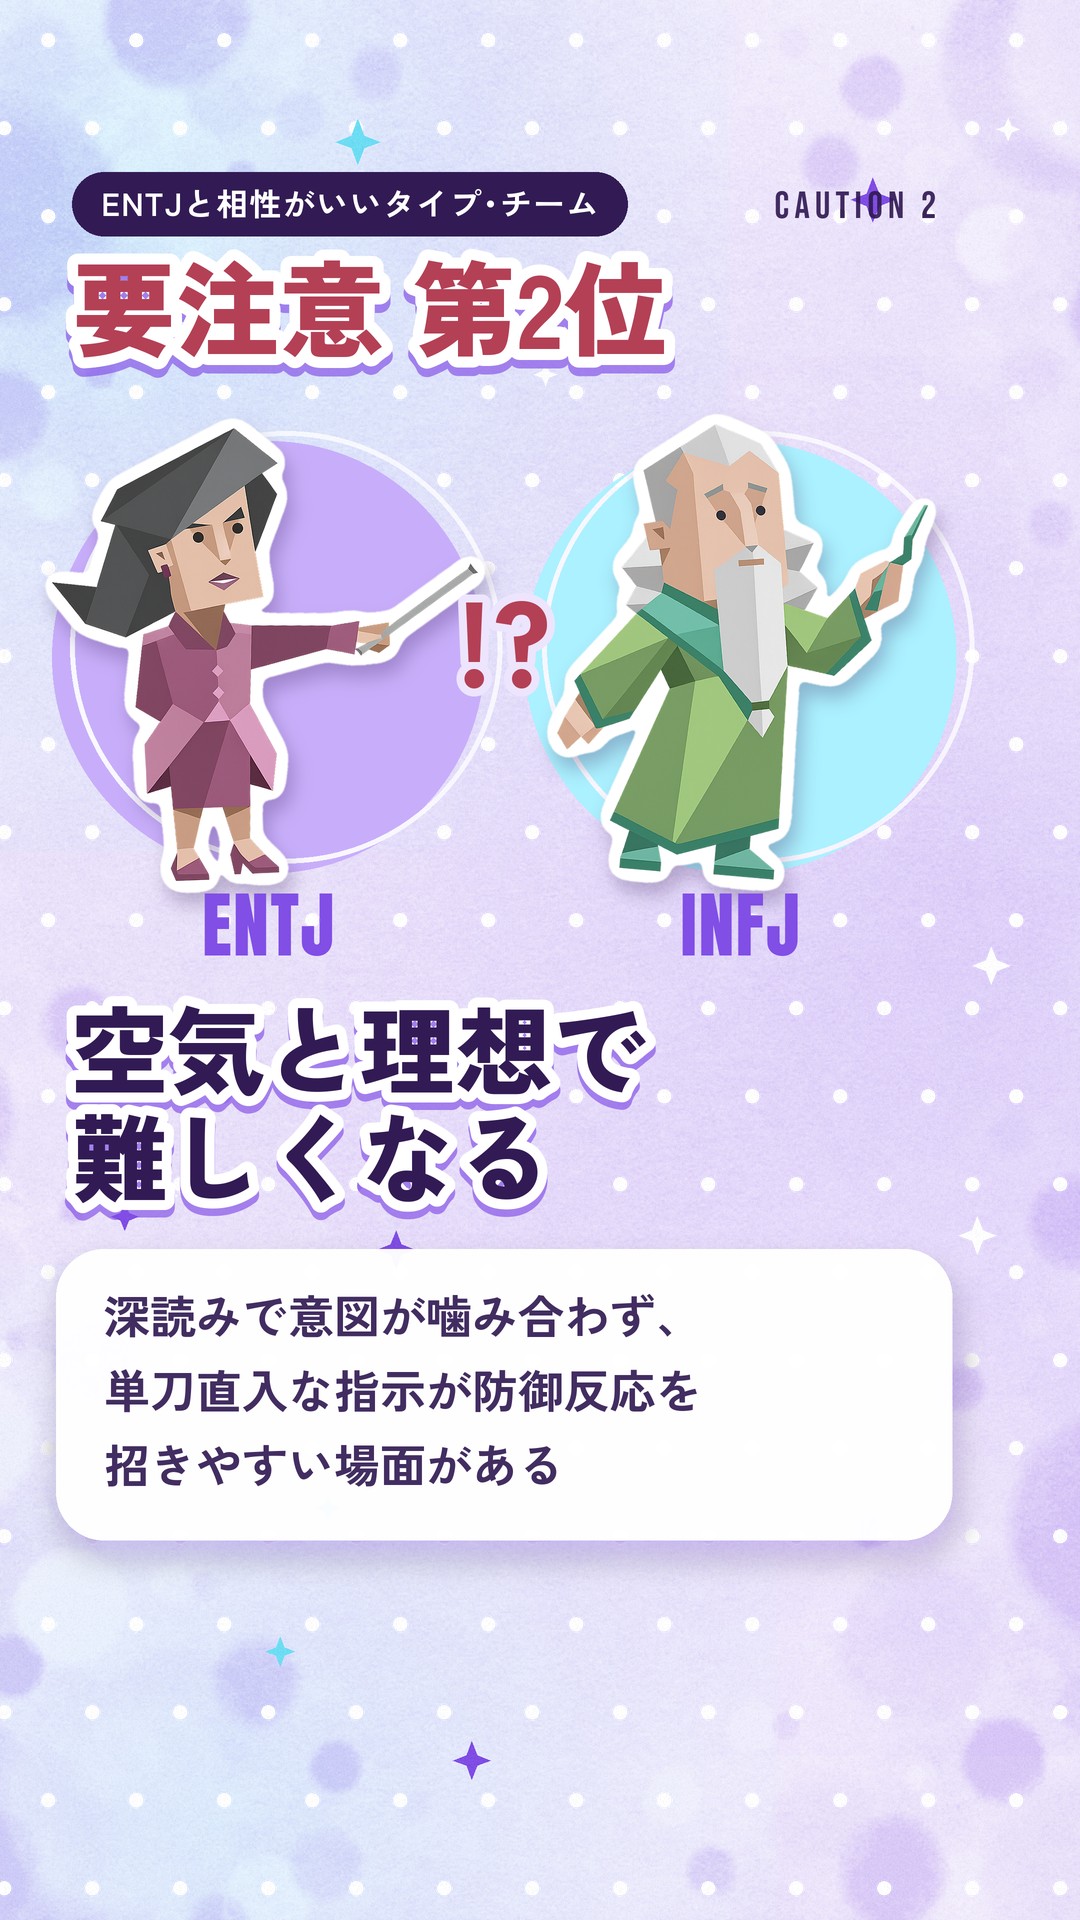 ENTJと相性がいいタイプ・チーム
CAUTION 2
要注意 第2位
!?
ENTJ
INFJ
空気と理想で
難しくなる
深読みで意図が噛み合わず、
単刀直入な指示が防御反応を
招きやすい場面がある